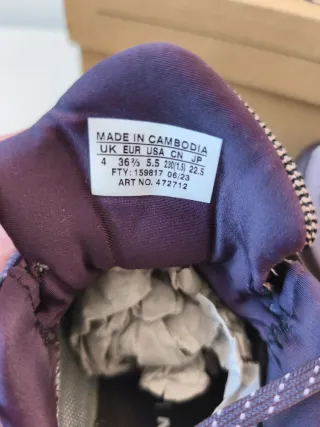 MADE IN CAMBODIA
UK EUR USA CN JP
4 36⅔ 5.5 230(1.5) 22.5
FTY: 159817 06/23
ART NO. 472712